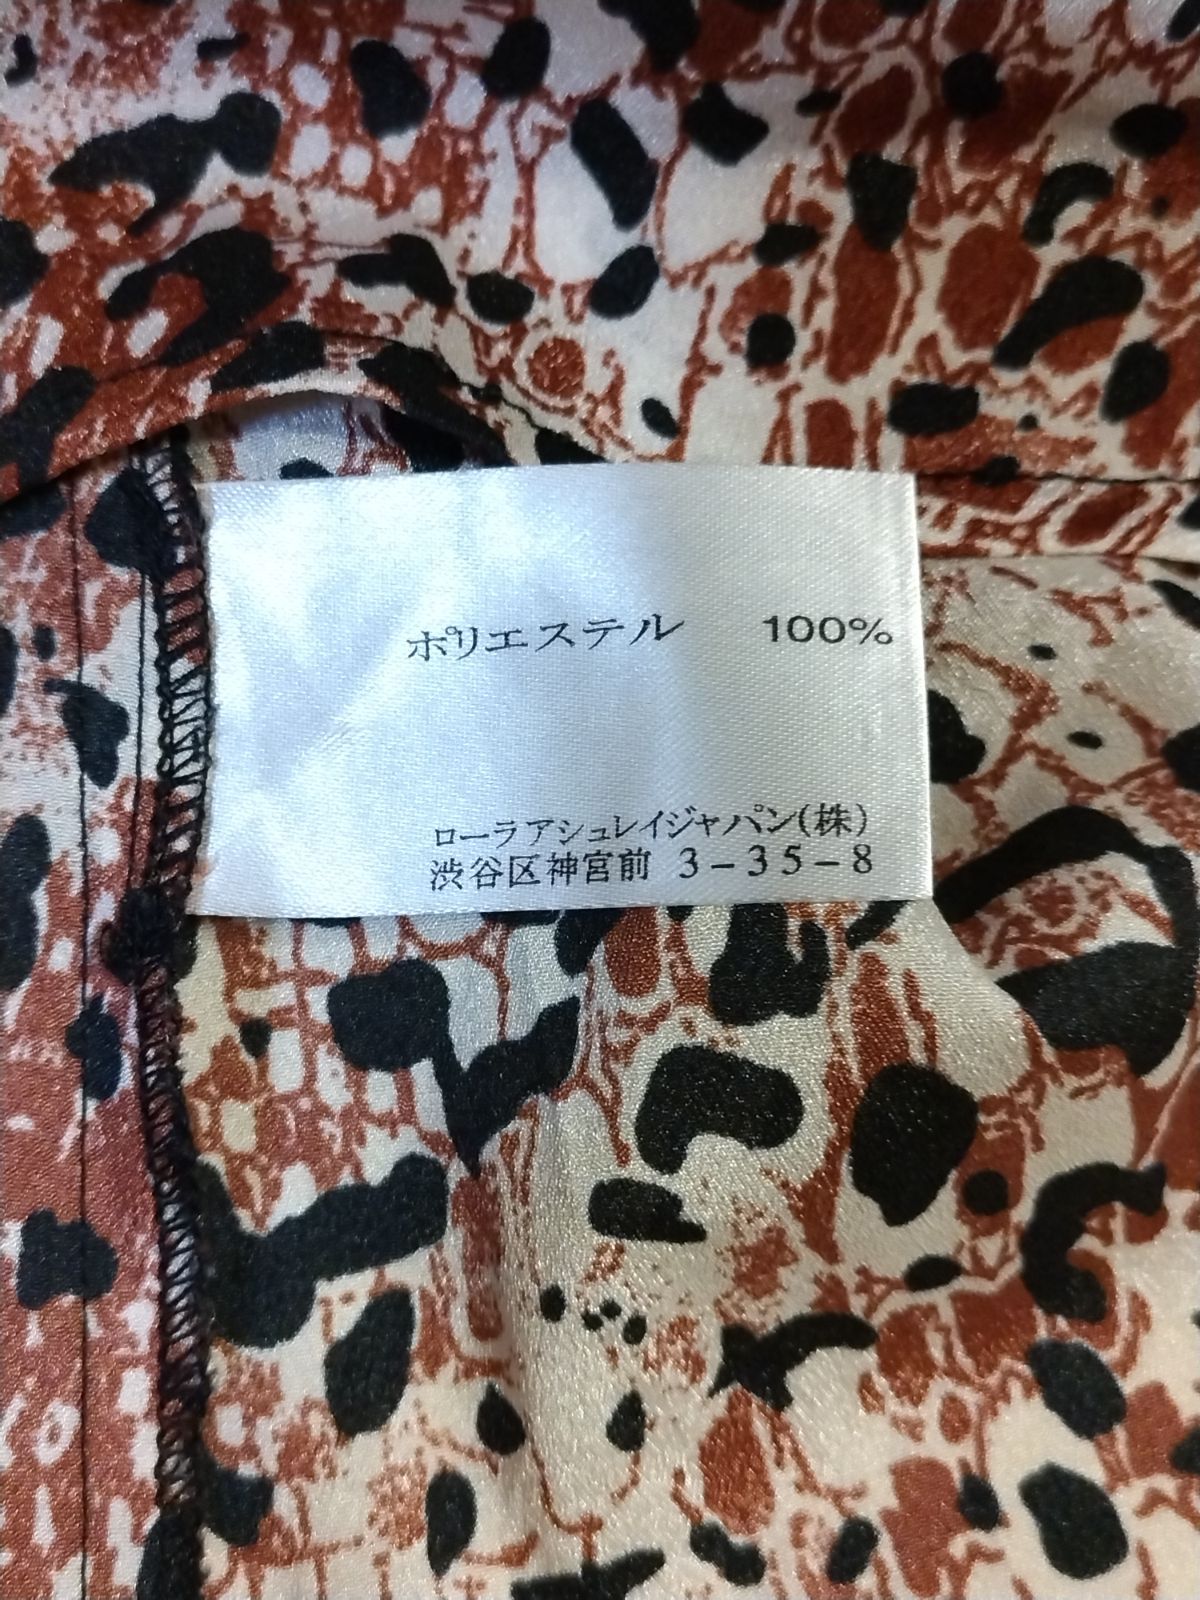 ポリエステル 100%
ローラアシュレイジャパン(株)
渋谷区神宮前 3-35-8